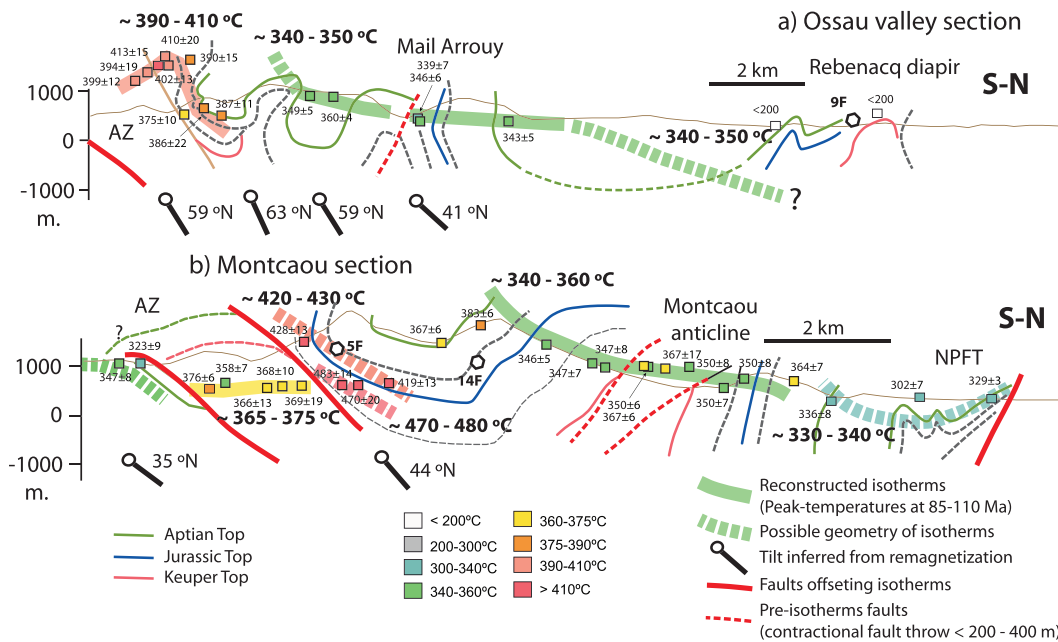 a) Ossau valley section
~ 390 - 410 ºC
~ 340 - 350 ºC
Mail Arrouy
2 km
Rebenacq diapir
S-N
410±20
413±15
394±19
399±12
402±13
390±15
387±11
375±10
386±22
349±5
360±4
339±7
346±6
343±5
<200
9F
<200
~ 340 - 350 ºC
?
1000
0
-1000
m.
AZ
59 ºN
63 ºN
59 ºN
41 ºN
b) Montcaou section
~ 420 - 430 ºC
~ 340 - 360 ºC
AZ
Montcaou
anticline
2 km
S-N
NPFT
?
323±9
347±8
376±6
358±7
368±10
366±13
369±19
~ 365 - 375 ºC
428±13
5F
483±14
470±20
419±13
367±6
383±6
14F
~ 470 - 480 ºC
346±5
347±8
347±7
367±17
350±6
367±6
350±8
350±7
350±8
364±7
336±8
302±7
329±3
~ 330 - 340 ºC
1000
0
-1000
m.
35 ºN
44 ºN
Aptian Top
Jurassic Top
Keuper Top
< 200ºC
200-300ºC
300-340ºC
340-360ºC
360-375ºC
375-390ºC
390-410ºC
> 410ºC
Reconstructed isotherms
(Peak-temperatures at 85-110 Ma)
Possible geometry of isotherms
Tilt inferred from remagnetization
Faults offseting isotherms
Pre-isotherms faults
(contractional fault throw < 200 - 400 m)